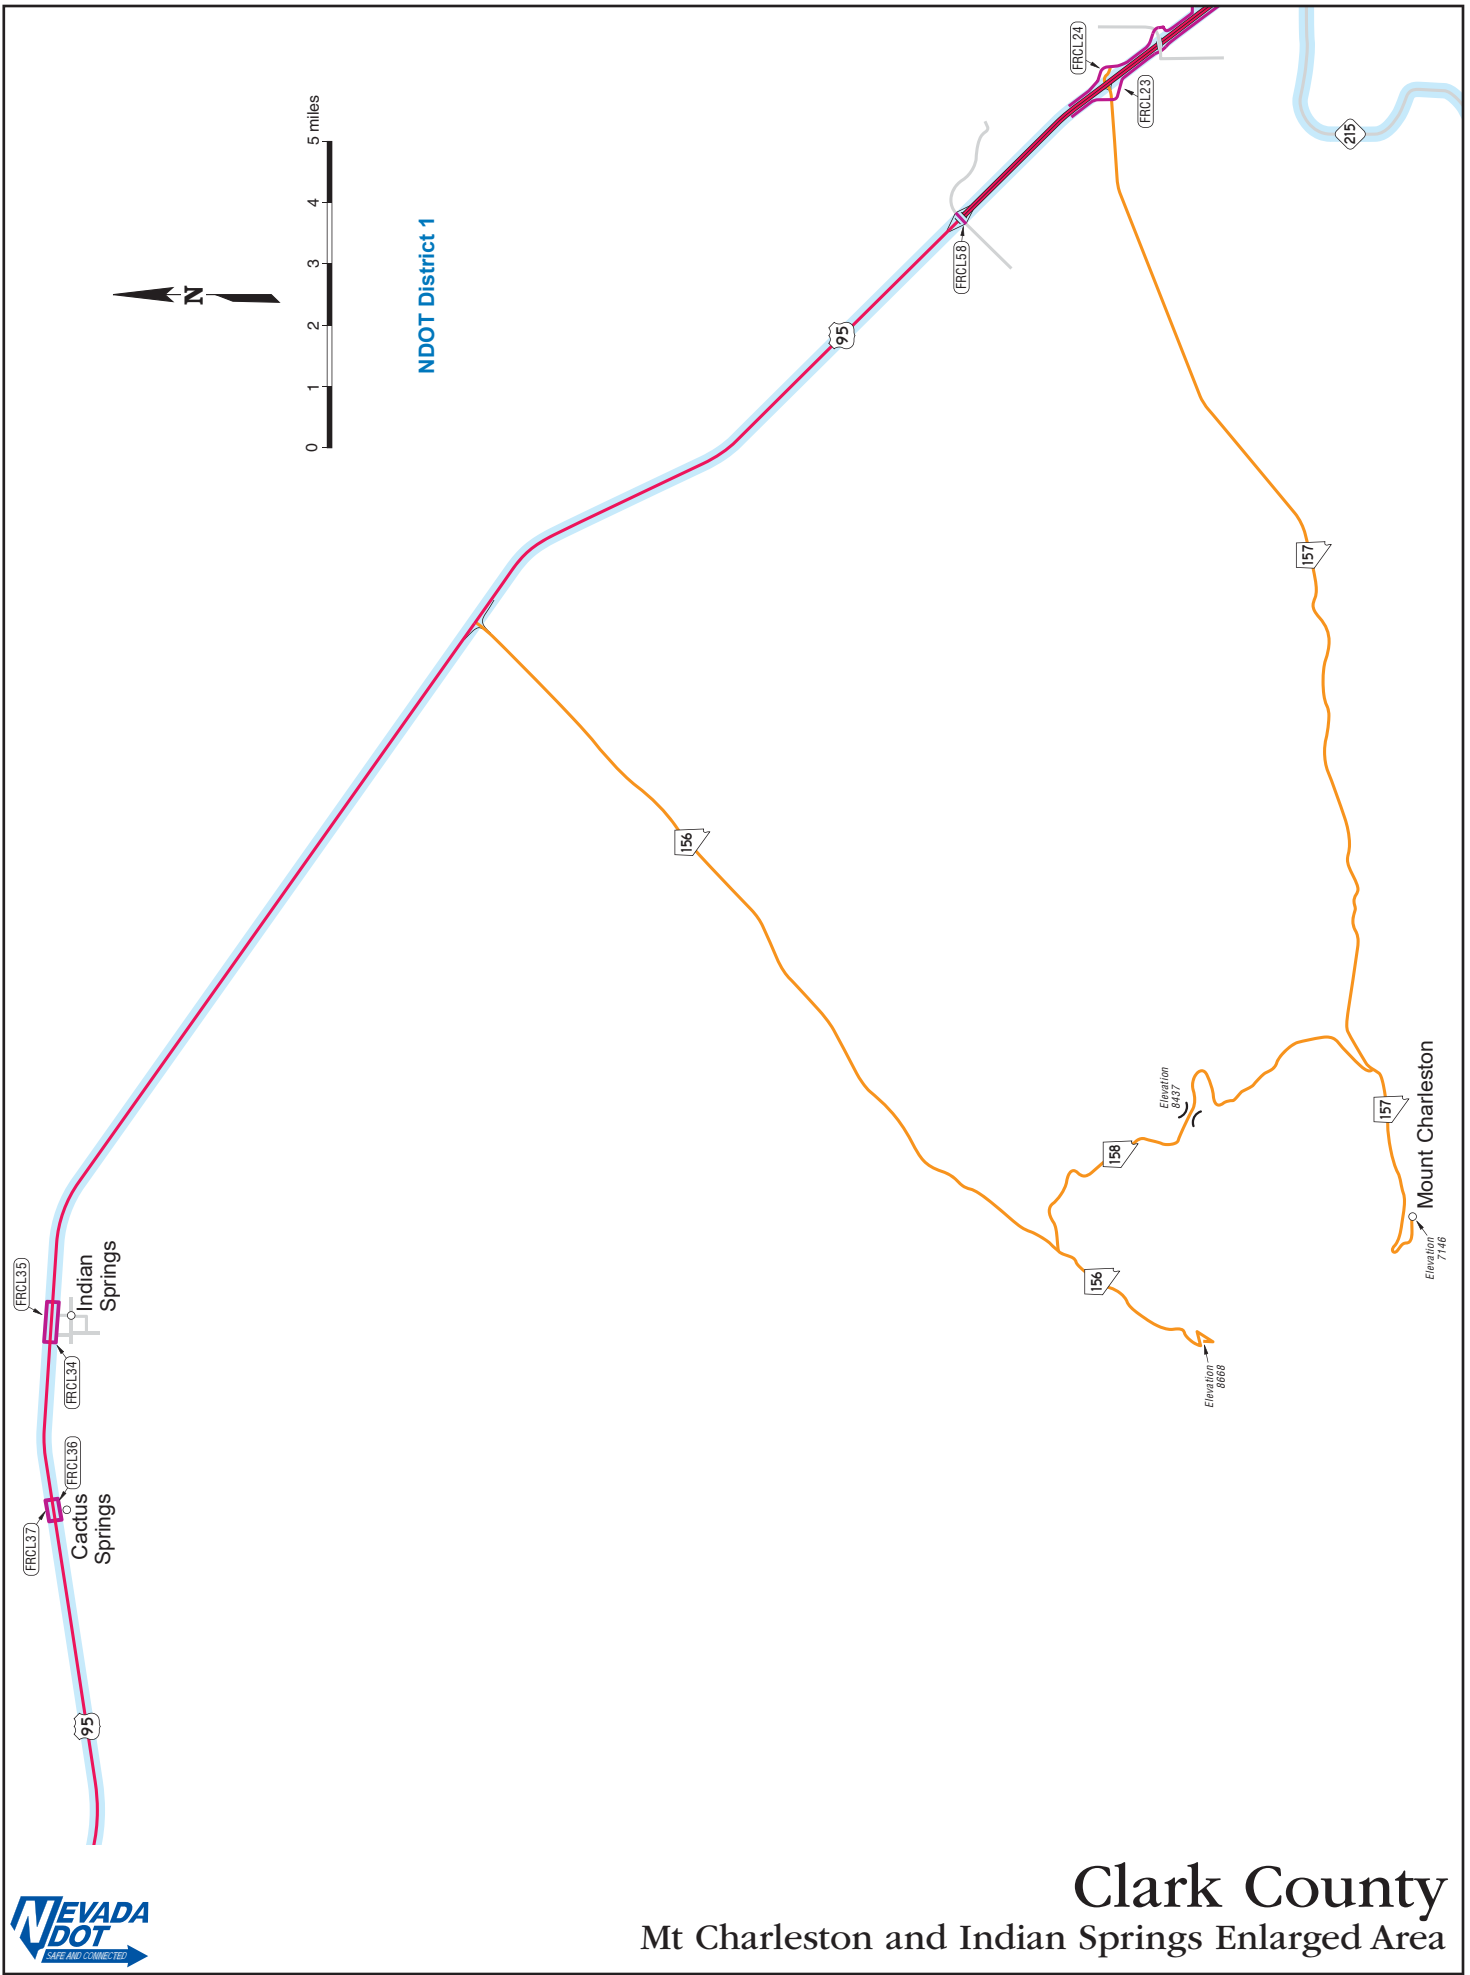 FRCL24
FRCL23
215
5 miles
4
3
2
1
0
N
NDOT District 1
FRCL58
95
157
156
Elevation
8437
158
157
Mount Charleston
Elevation
7146
156
Elevation
8668
FRCL35
Indian
Springs
FRCL34
FRCL36
Cactus
Springs
FRCL37
95
NEVADA
DOT
SAFE AND CONNECTED
Clark County
Mt Charleston and Indian Springs Enlarged Area